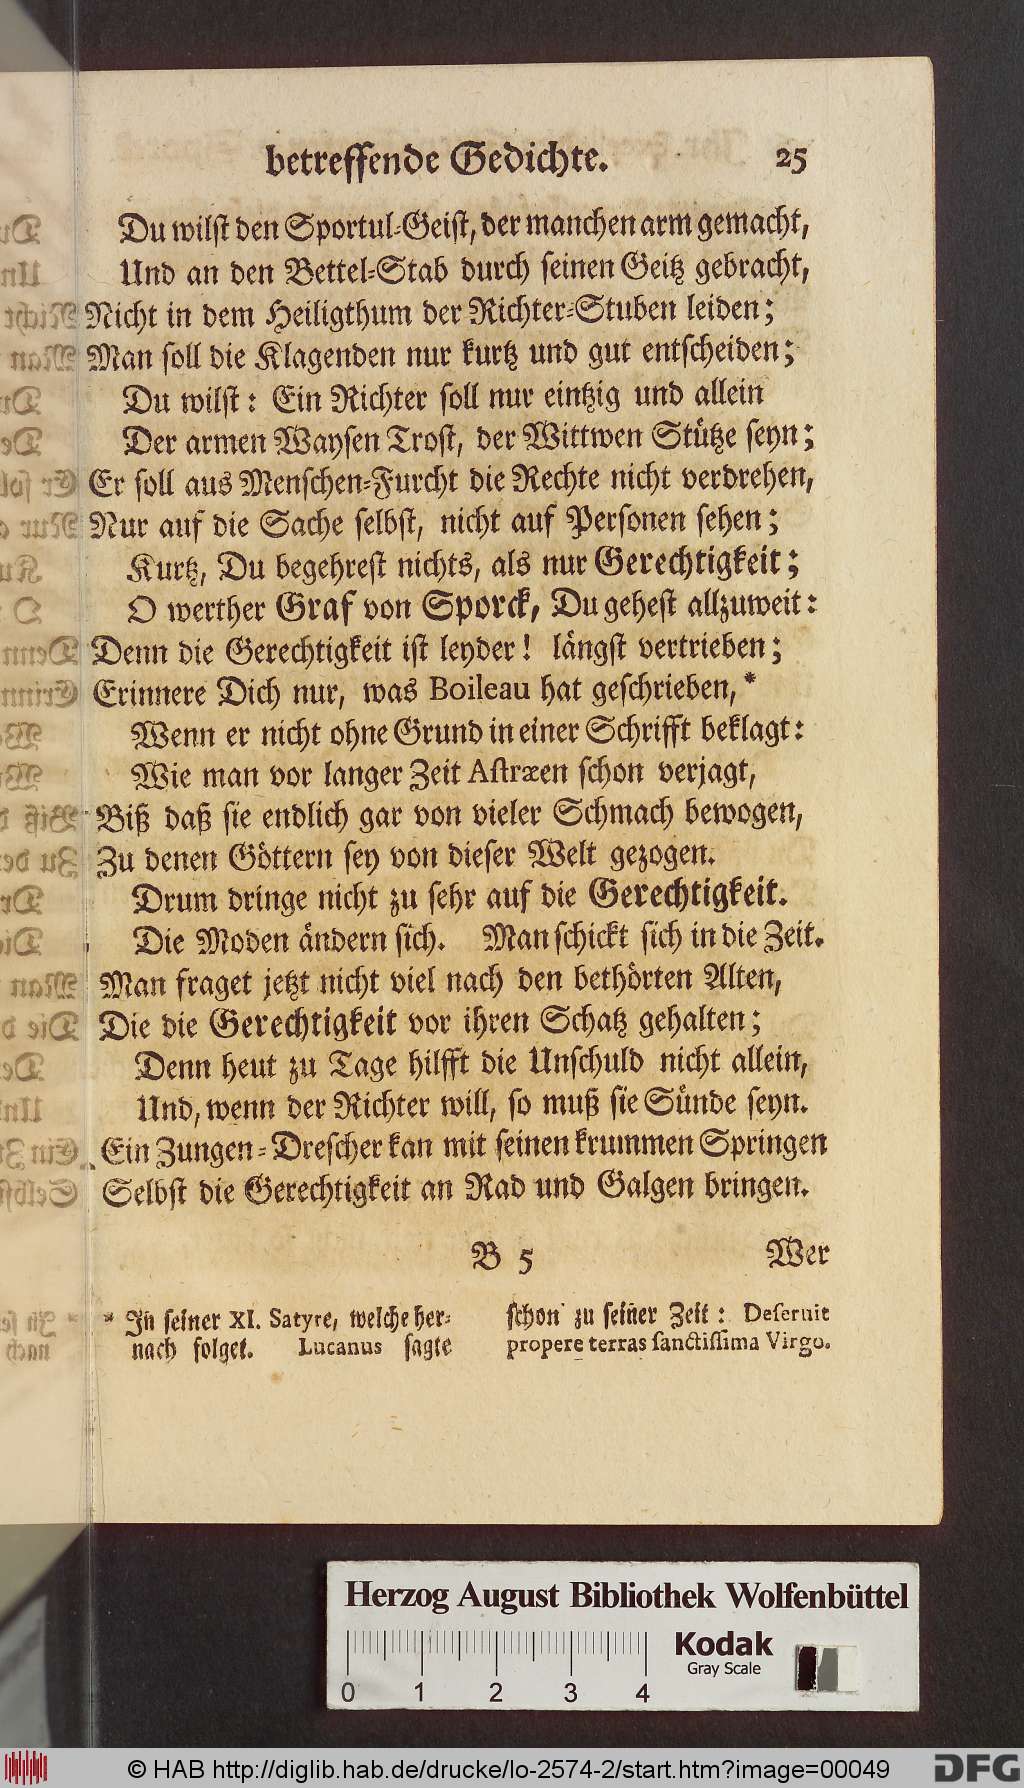 betreffende Gedichte. 25
Du wilst den Sportul-Geist, der manchen arm gemacht,
Und an den Bettel-Stab durch seinen Geitz gebracht,
Nicht in dem Heiligthum der Richter-Stuben leiden;
Man soll die Klagenden nur kurtz und gut entscheiden;
Du wilst: Ein Richter soll nur eintzig und allein
Der armen Waysen Trost, der Wittwen Stütze seyn;
Er soll aus Menschen-Furcht die Rechte nicht verdrehen,
Nur auf die Sache selbst, nicht auf Personen sehen;
Kurtz, Du begehrest nichts, als nur Gerechtigkeit;
O werther Graf von Sporck, Du gehest allzuweit:
Denn die Gerechtigkeit ist leyder! längst vertrieben;
Erinnere Dich nur, was Boileau hat geschrieben,*
Wenn er nicht ohne Grund in einer Schrifft beklagt:
Wie man vor langer Zeit Astræen schon verjagt,
Biß daß sie endlich gar von vieler Schmach bewogen,
Zu denen Göttern sey von dieser Welt gezogen.
Drum dringe nicht zu sehr auf die Gerechtigkeit.
Die Moden ändern sich. Man schickt sich in die Zeit.
Man fraget jetzt nicht viel nach den bethörten Alten,
Die die Gerechtigkeit vor ihren Schatz gehalten;
Denn heut zu Tage hilfft die Unschuld nicht allein,
Und, wenn der Richter will, so muß sie Sünde seyn.
Ein Zungen-Drescher kan mit seinen krummen Springen
Selbst die Gerechtigkeit an Rad und Galgen bringen.
B 5 Wer
* In seiner XI. Satyre, welche her-
nach folget. Lucanus sagte
schon zu seiner Zeit: Deseruit
propere terras sanctissima Virgo.
Herzog August Bibliothek Wolfenbüttel
Kodak
Gray Scale
0 1 2 3 4
© HAB http://diglib.hab.de/drucke/lo-2574-2/start.htm?image=00049
DFG